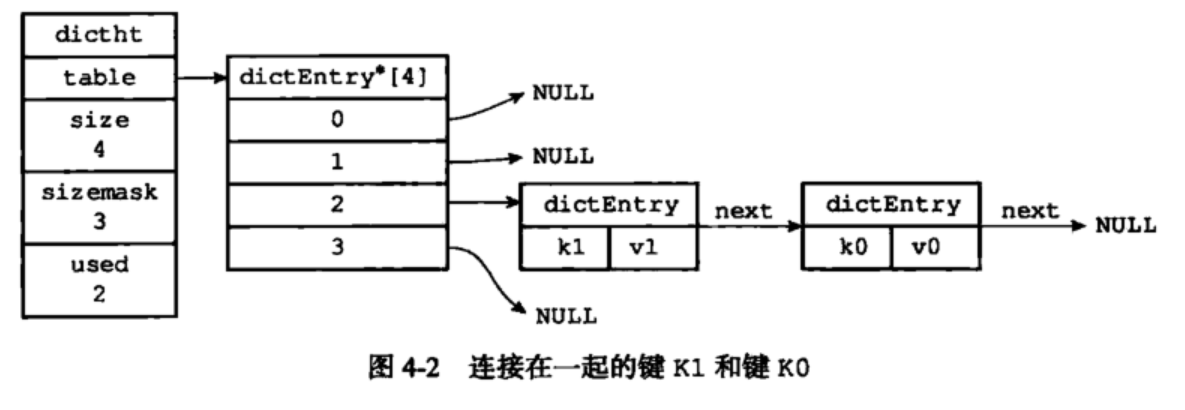 dictht
table
size
4
sizemask
3
used
2
dictEntry*[4]
0
1
2
3
NULL
NULL
dictEntry
k1
v1
next
dictEntry
k0
v0
next
NULL
NULL
图 4-2 连接在一起的键 K1 和键 K0